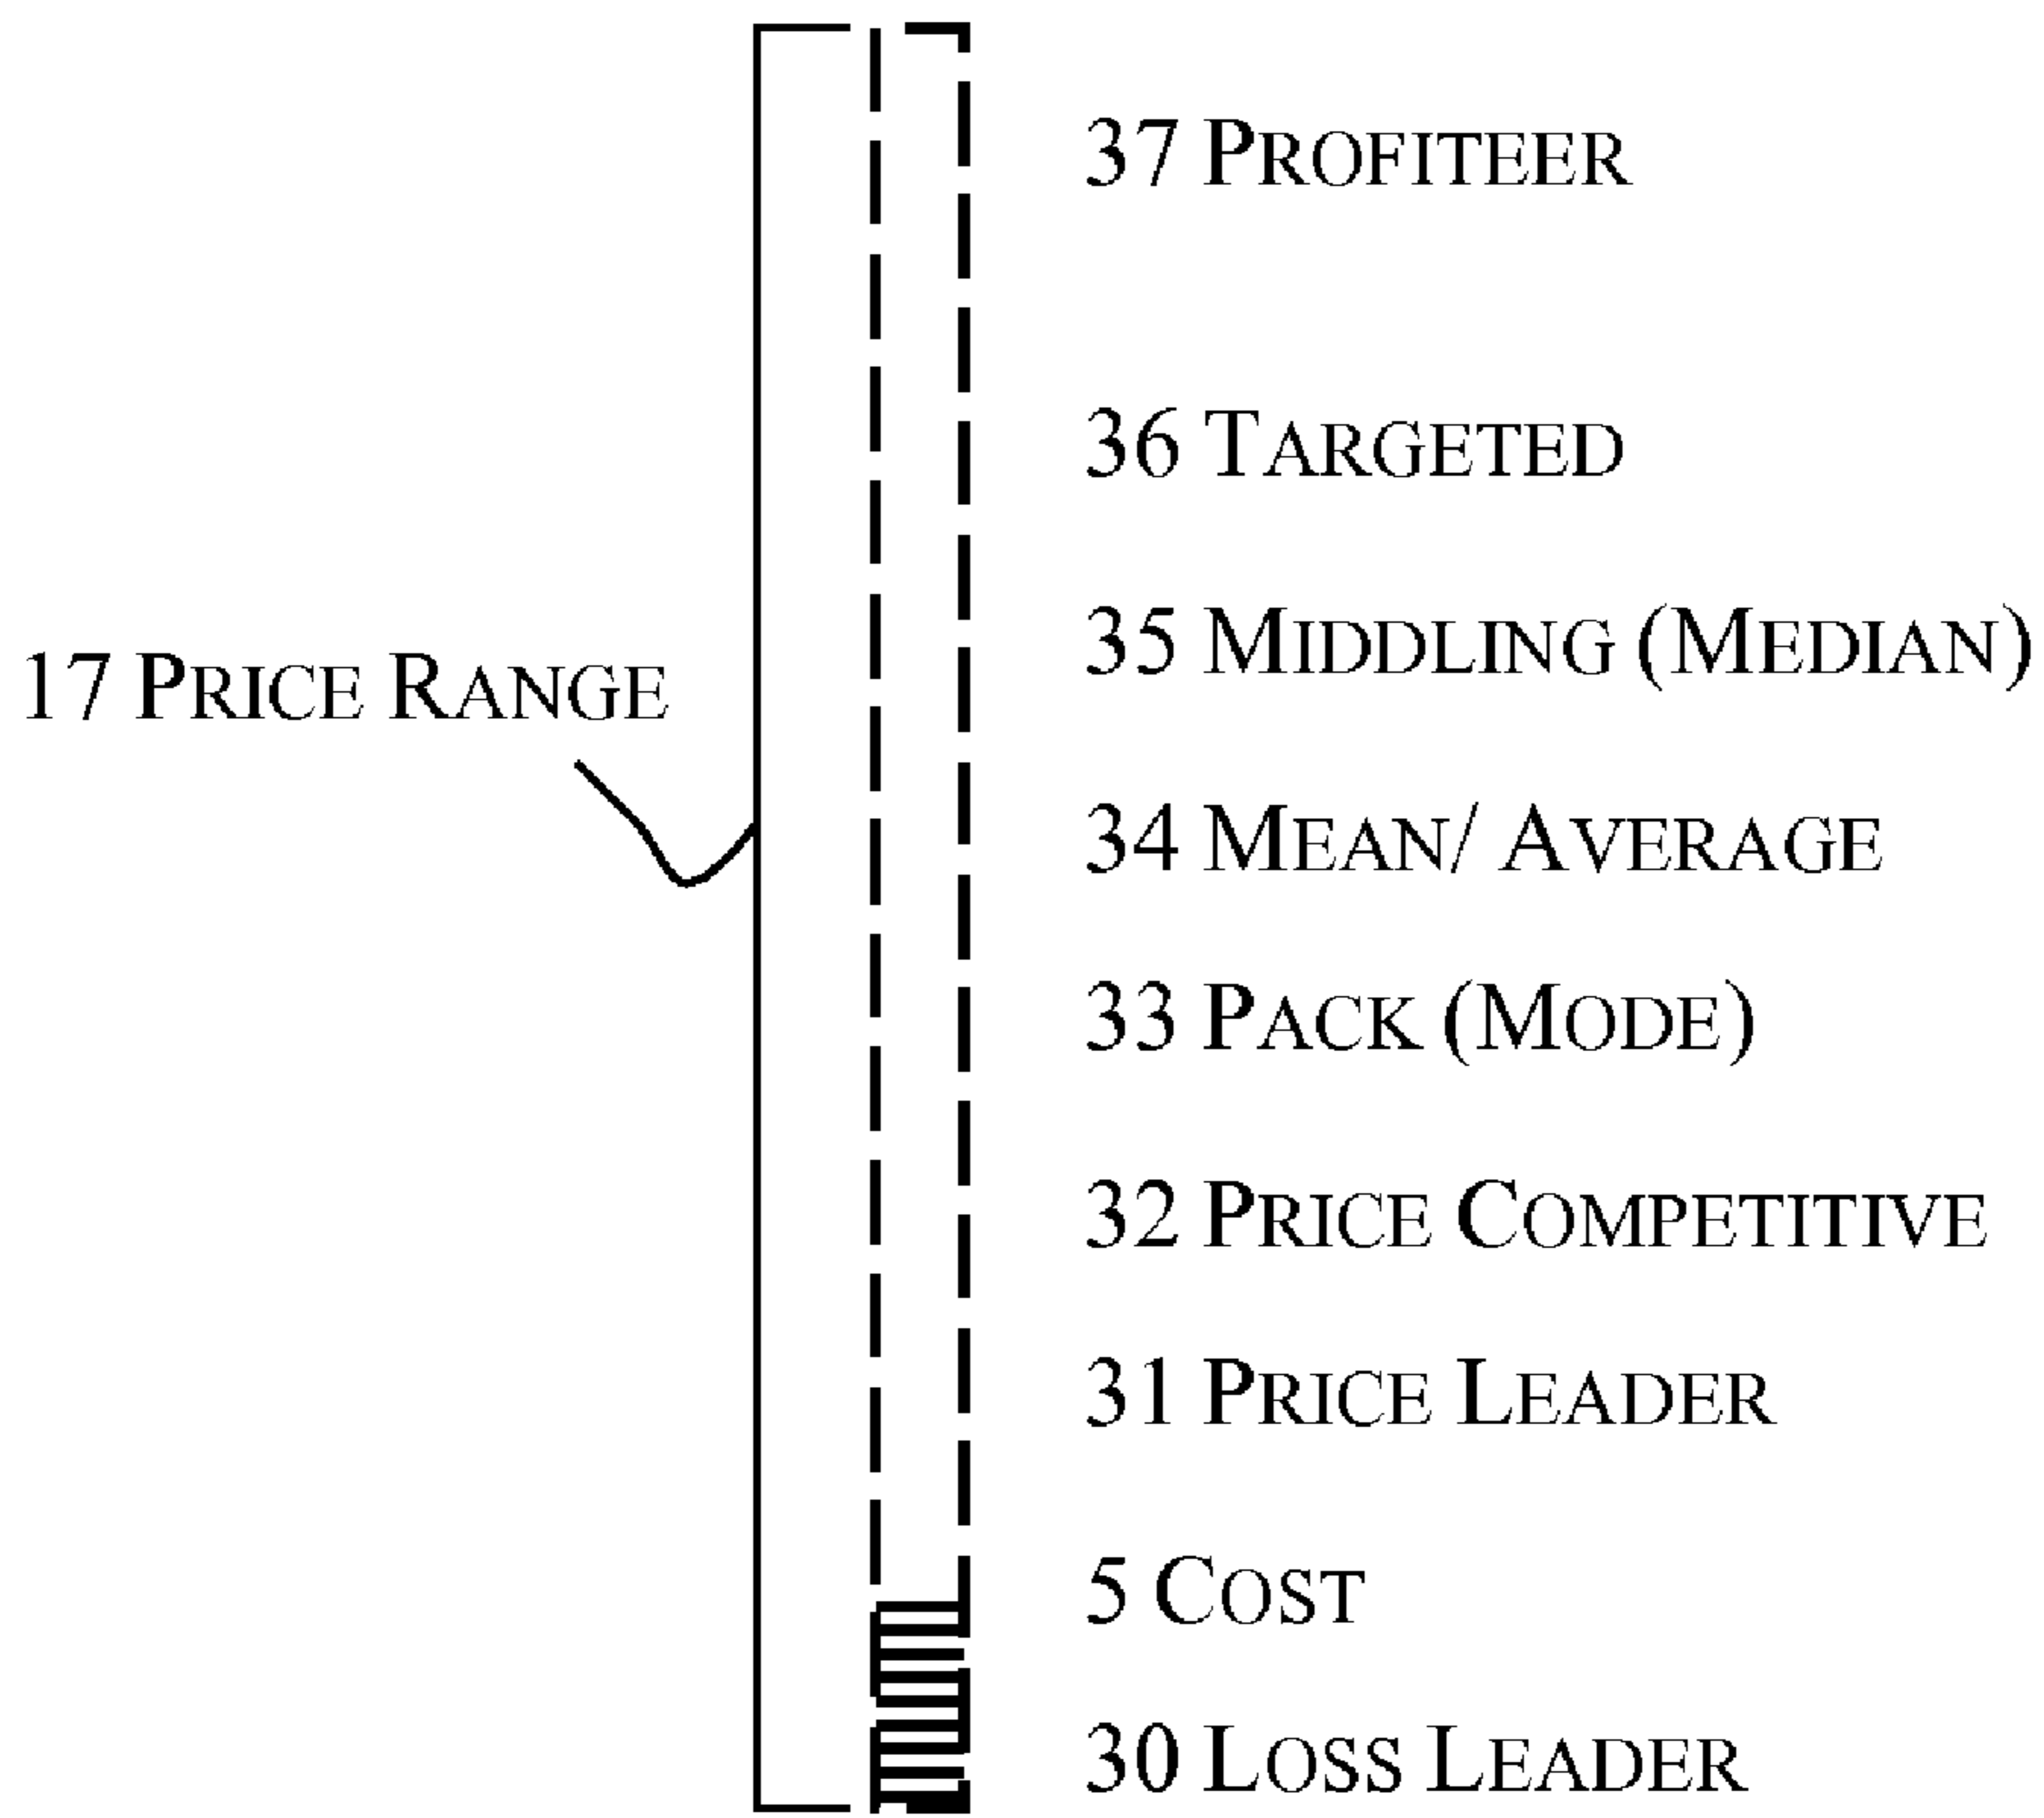 37 PROFITEER
36 TARGETED
35 MIDDLING (MEDIAN)
17 PRICE RANGE
34 MEAN/ AVERAGE
33 PACK (MODE)
32 PRICE COMPETITIVE
31 PRICE LEADER
5 COST
30 LOSS LEADER